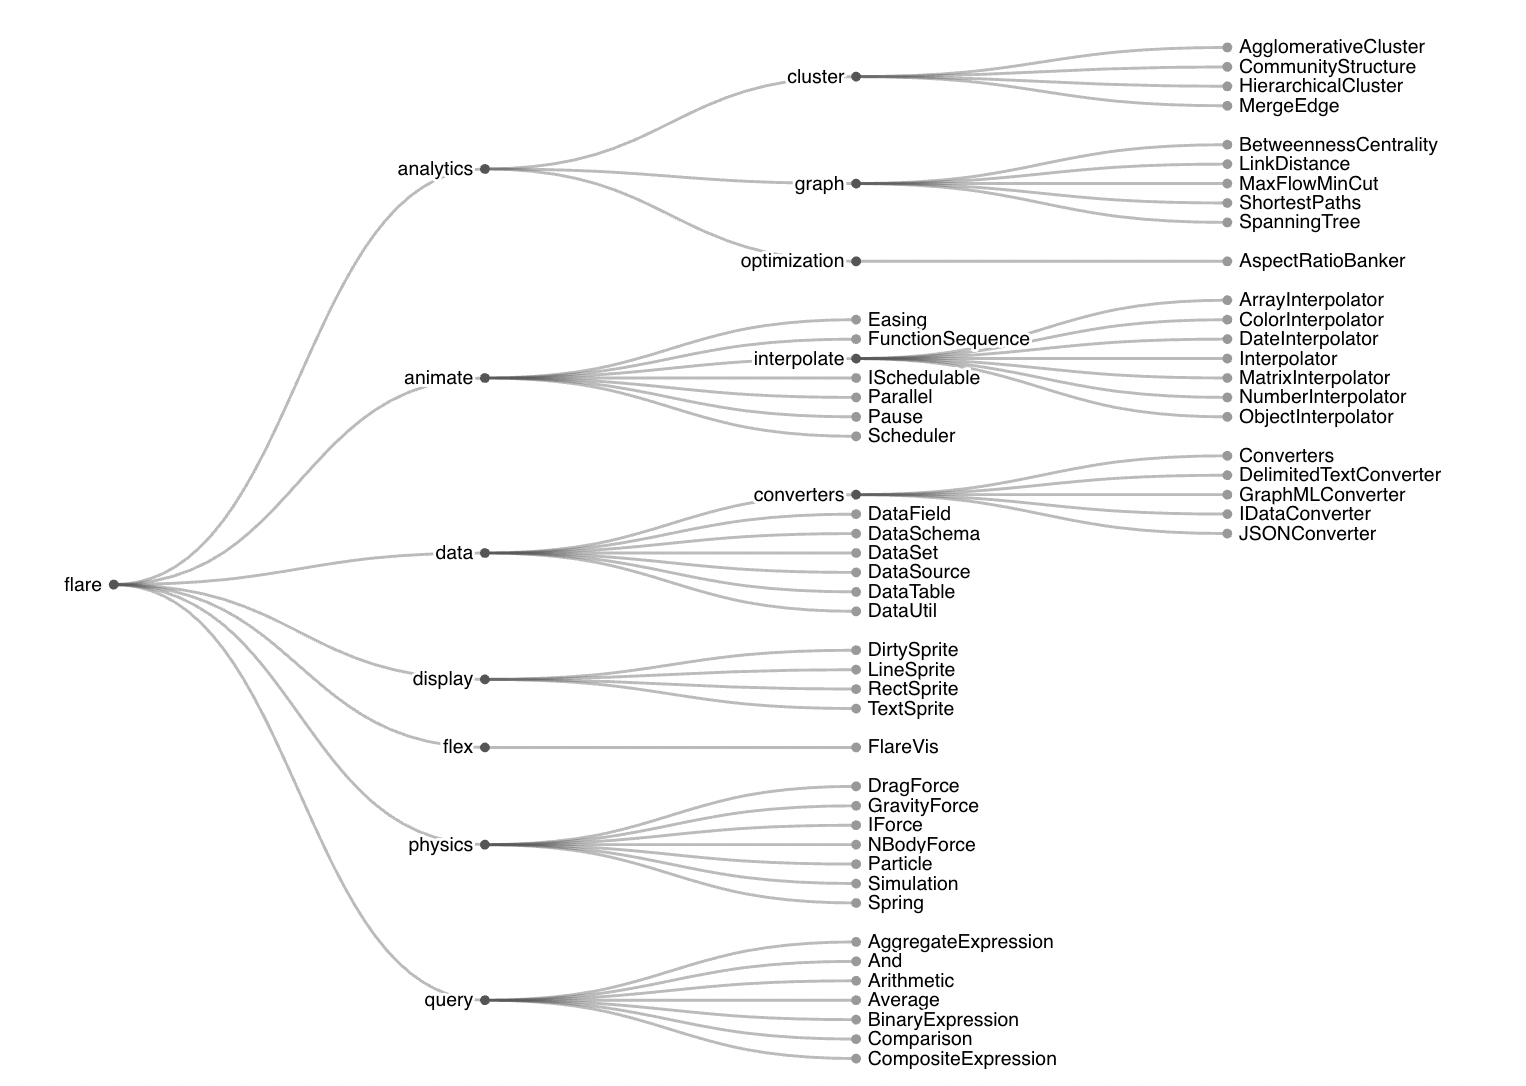 flare
analytics
cluster
AgglomerativeCluster
CommunityStructure
HierarchicalCluster
MergeEdge
graph
BetweennessCentrality
LinkDistance
MaxFlowMinCut
ShortestPaths
SpanningTree
optimization
AspectRatioBanker
animate
Easing
FunctionSequence
interpolate
ArrayInterpolator
ColorInterpolator
DateInterpolator
Interpolator
MatrixInterpolator
NumberInterpolator
ObjectInterpolator
ISchedulable
Parallel
Pause
Scheduler
data
converters
Converters
DelimitedTextConverter
GraphMLConverter
IDataConverter
JSONConverter
DataField
DataSchema
DataSet
DataSource
DataTable
DataUtil
display
DirtySprite
LineSprite
RectSprite
TextSprite
flex
FlareVis
physics
DragForce
GravityForce
IForce
NBodyForce
Particle
Simulation
Spring
query
AggregateExpression
And
Arithmetic
Average
BinaryExpression
Comparison
CompositeExpression